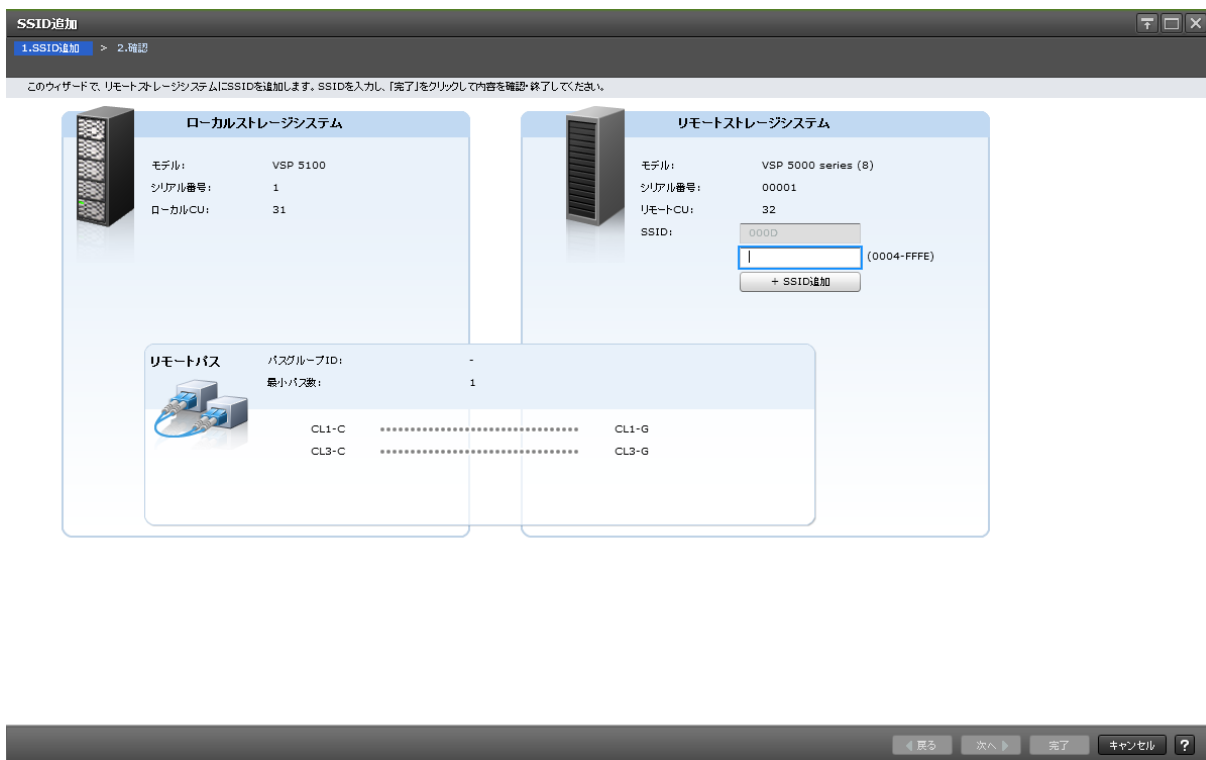 SSID追加
1.SSID追加 > 2.確認
このウィザードで、リモートストレージシステムにSSIDを追加します。SSIDを入力し、「完了」をクリックして内容を確認・終了してください。
ローカルストレージシステム
モデル: VSP 5100
シリアル番号: 1
ローカルCU: 31
リモートストレージシステム
モデル: VSP 5000 series (8)
シリアル番号: 00001
リモートCU: 32
SSID: 000D
(0004-FFFE)
+ SSID追加
リモートパス
パスグループID: -
最小パス数: 1
CL1-C CL1-G
CL3-C CL3-G
戻る 次へ 完了 キャンセル ?